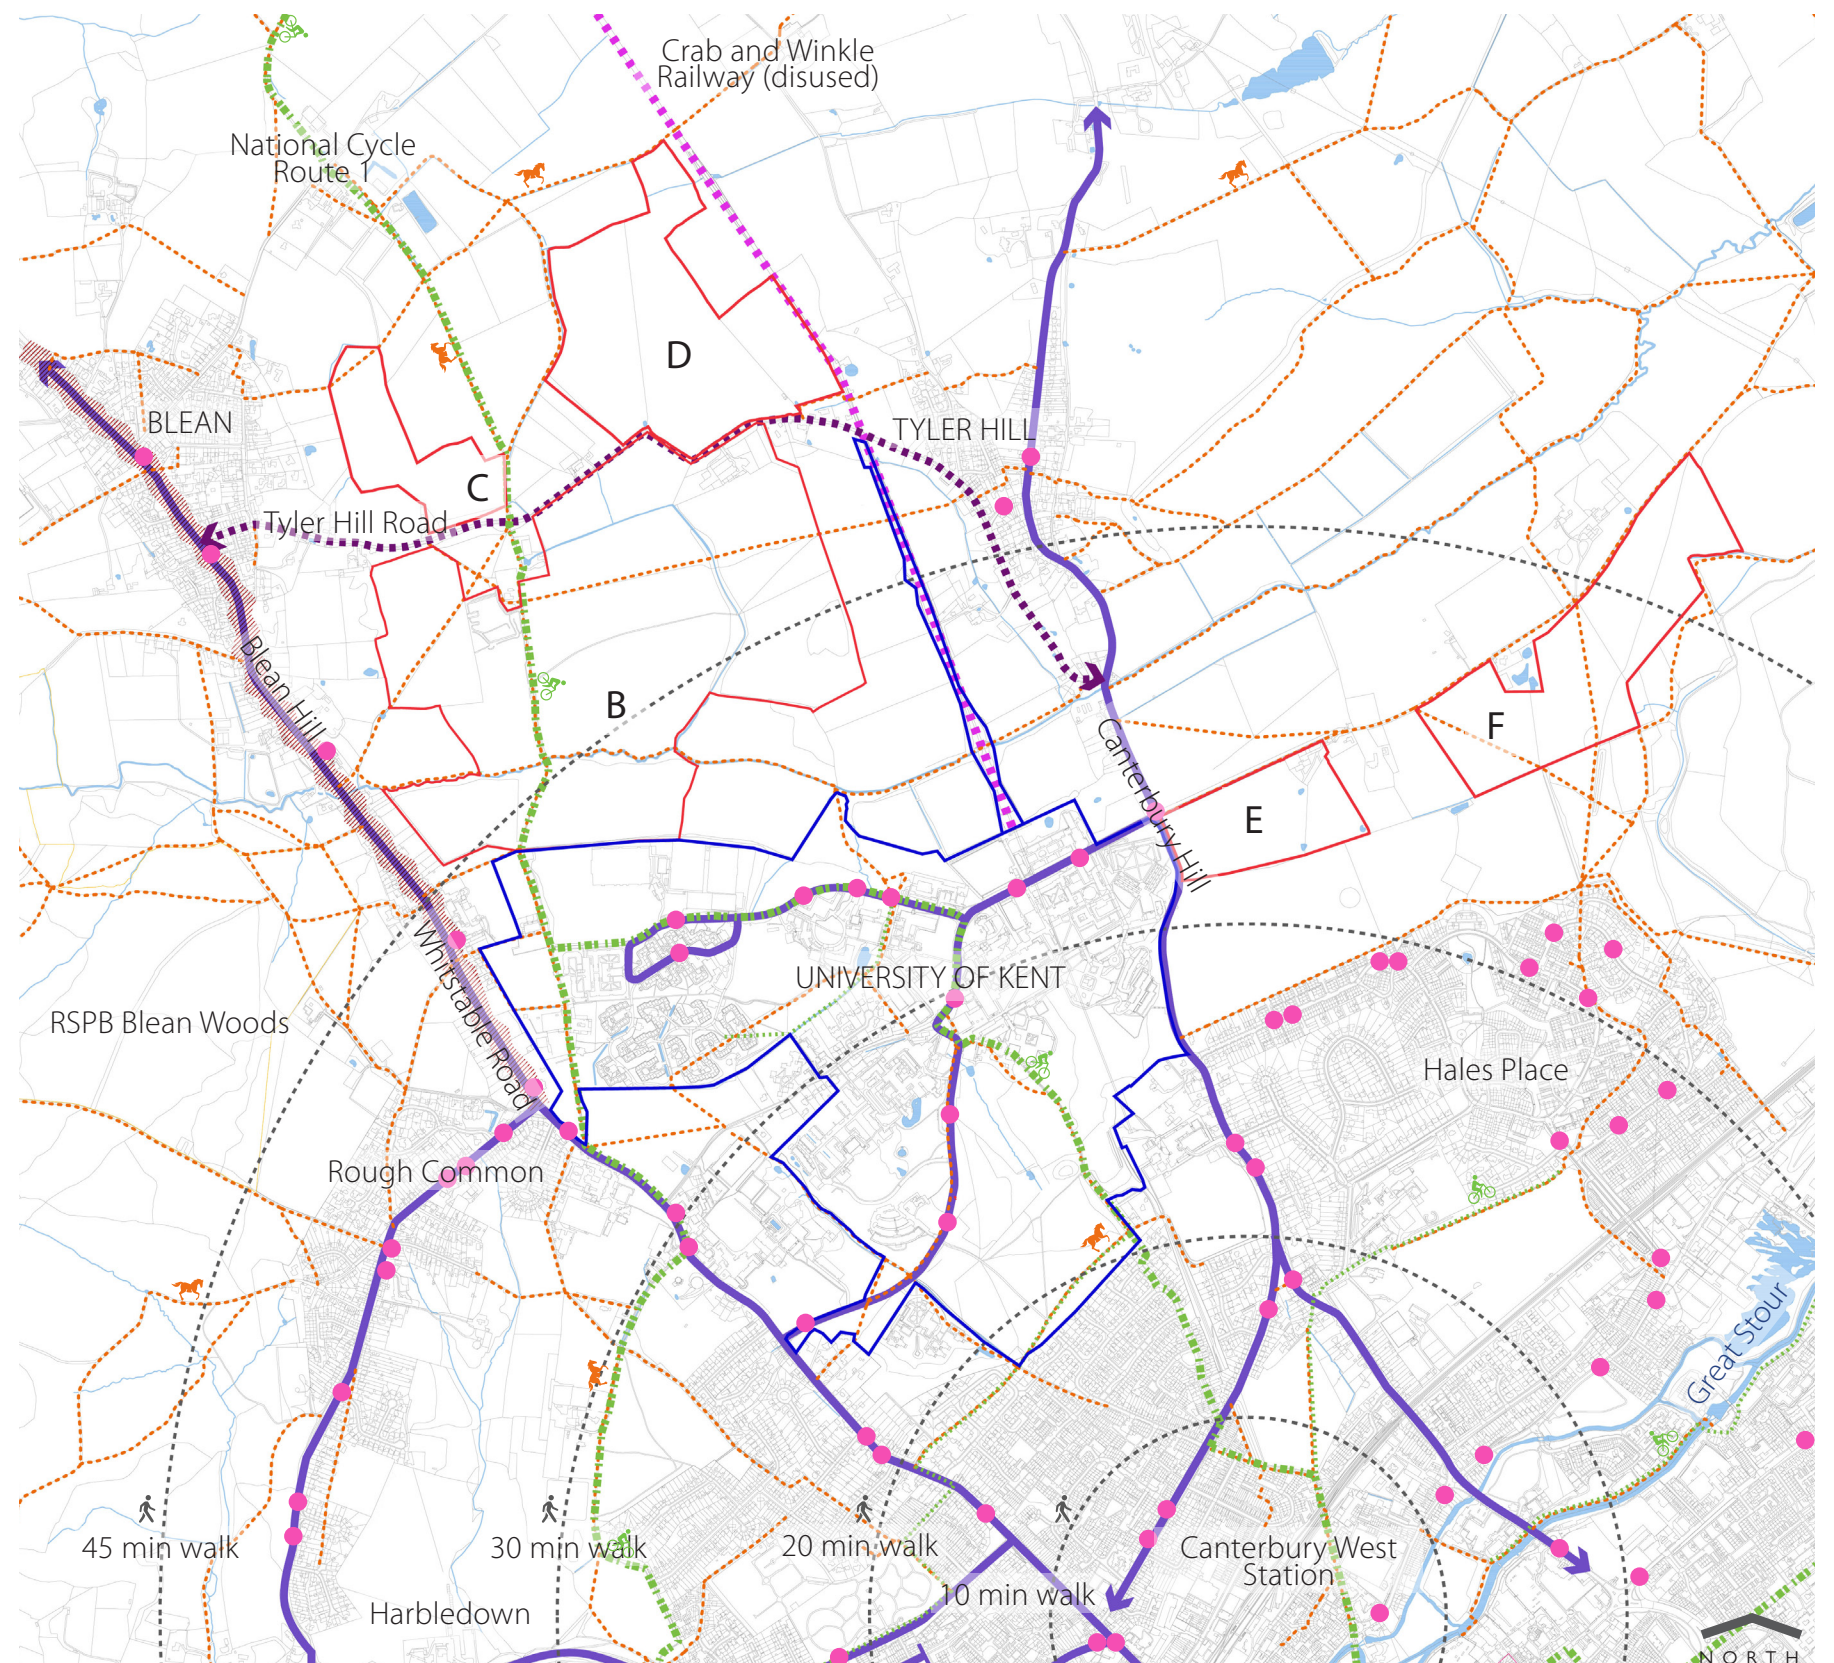 Crab and Winkle
Railway (disused)
National Cycle
Route 1
D
BLEAN
TYLER HILL
C
Tyler Hill Road
Blean Hill
B
F
Canterbury Hill
E
Whitstable Road
UNIVERSITY OF KENT
RSPB Blean Woods
Hales Place
Rough Common
Great Stour
45 min walk
30 min walk
20 min walk
10 min walk
Canterbury West
Station
Harbledown
NORTH